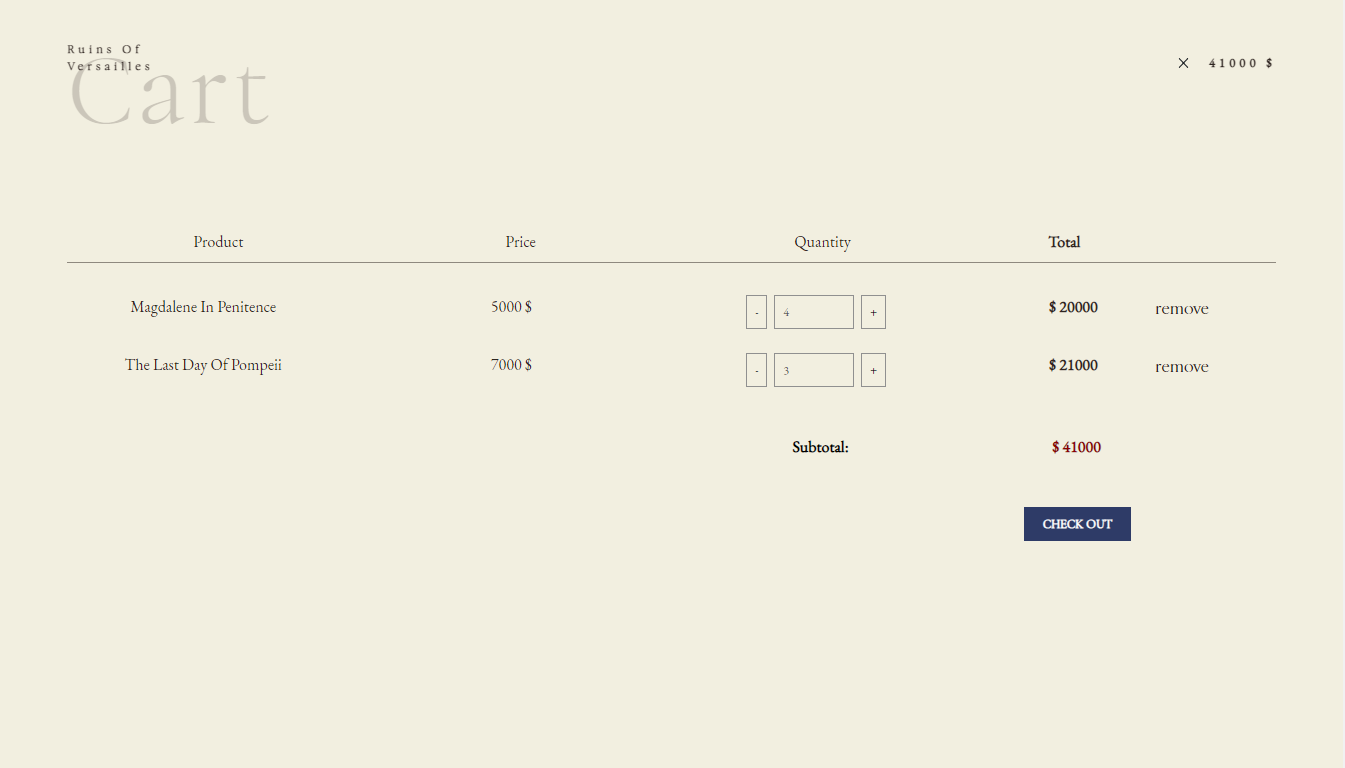 Ruins Of
Versailles
Cart
41000 $
Product Price Quantity Total
Magdalene In Penitence 5000 $ - 4 + $ 20000 remove
The Last Day Of Pompeii 7000 $ - 3 + $ 21000 remove
Subtotal: $ 41000
CHECK OUT